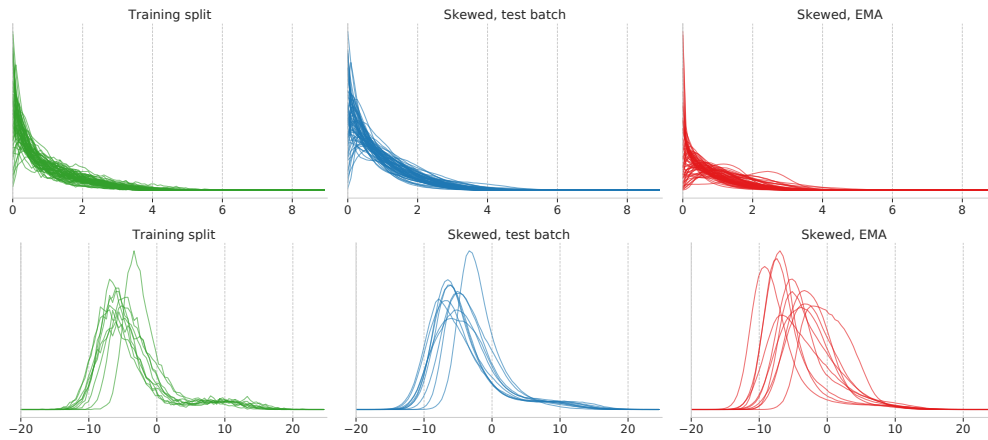 Training split Skewed, test batch Skewed, EMA
0 2 4 6 8 0 2 4 6 8 0 2 4 6 8
Training split Skewed, test batch Skewed, EMA
−20 −10 0 10 20 −20 −10 0 10 20 −20 −10 0 10 20